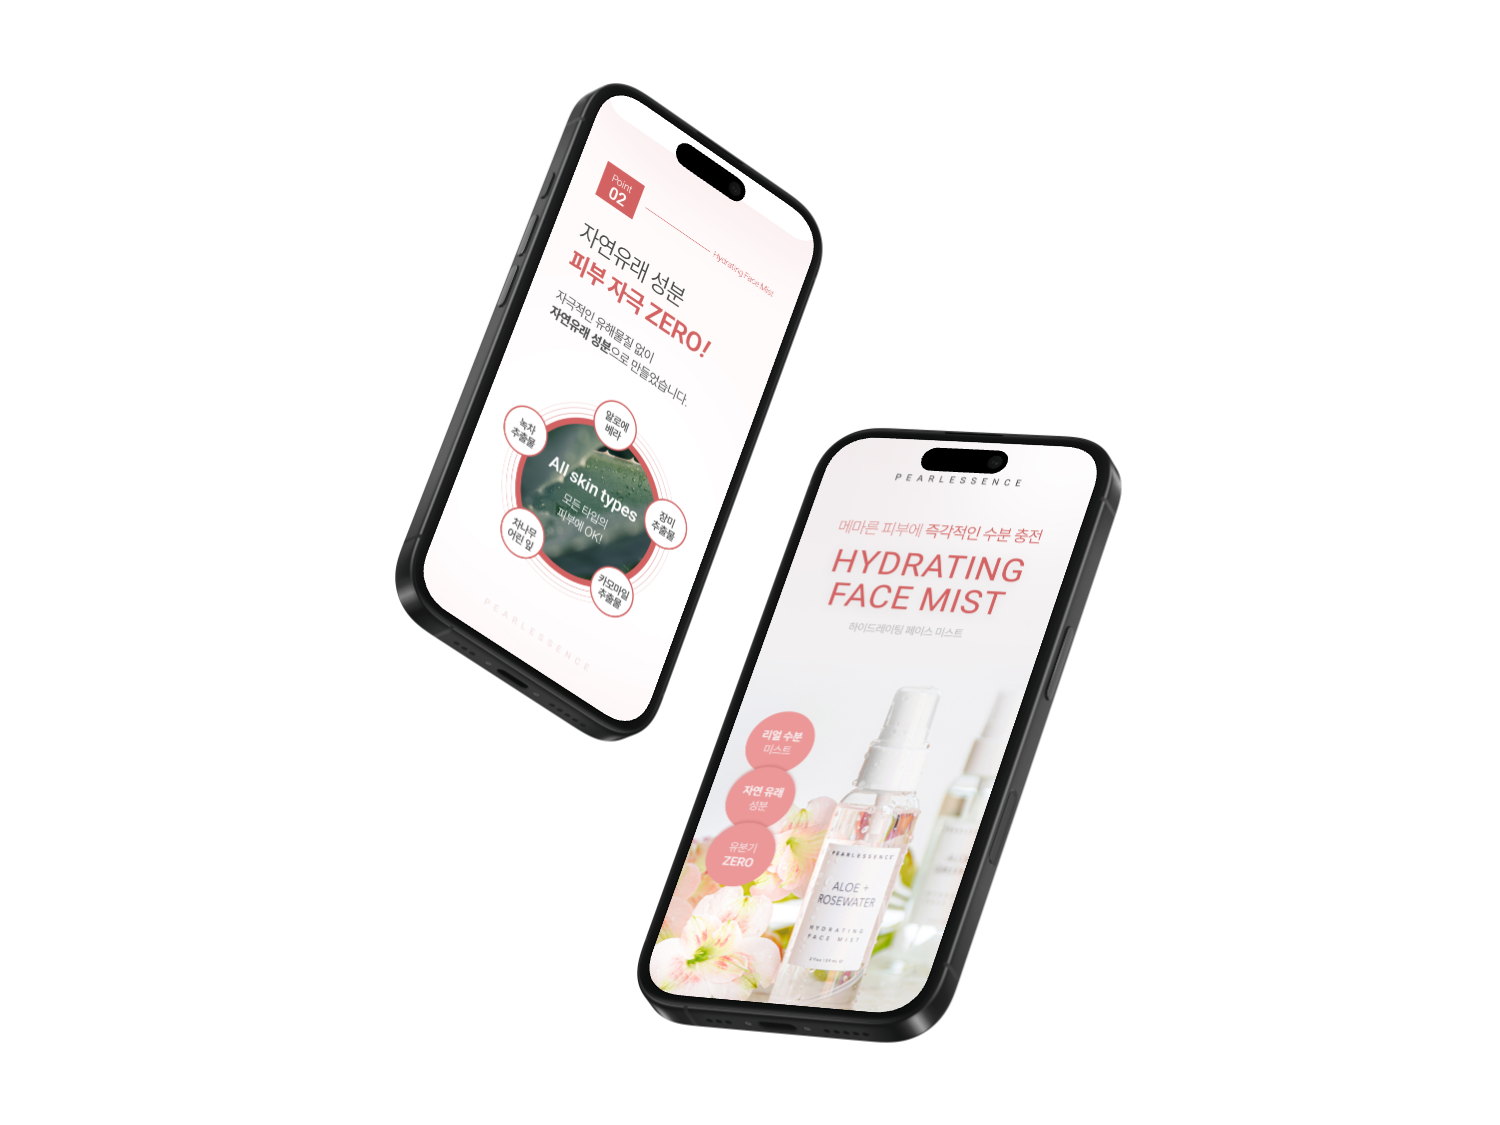 Point
02
Hydrating Face Mist
자연유래 성분
피부 자극 ZERO!
자극적인 유해물질 없이
자연유래 성분으로 만들었습니다.
녹차
추출물
알로에
베라
All skin types
모든 타입의
피부에 OK!
장미
추출물
차나무
어린 잎
카모마일
추출물
PEARLESSENCE
PEARLESSENCE
메마른 피부에 즉각적인 수분 충전
HYDRATING
FACE MIST
하이드레이팅 페이스 미스트
리얼 수분
미스트
자연 유래
성분
유분기
ZERO
PEARLESSENCE
ALOE +
ROSEWATER
HYDRATING
FACE MIST